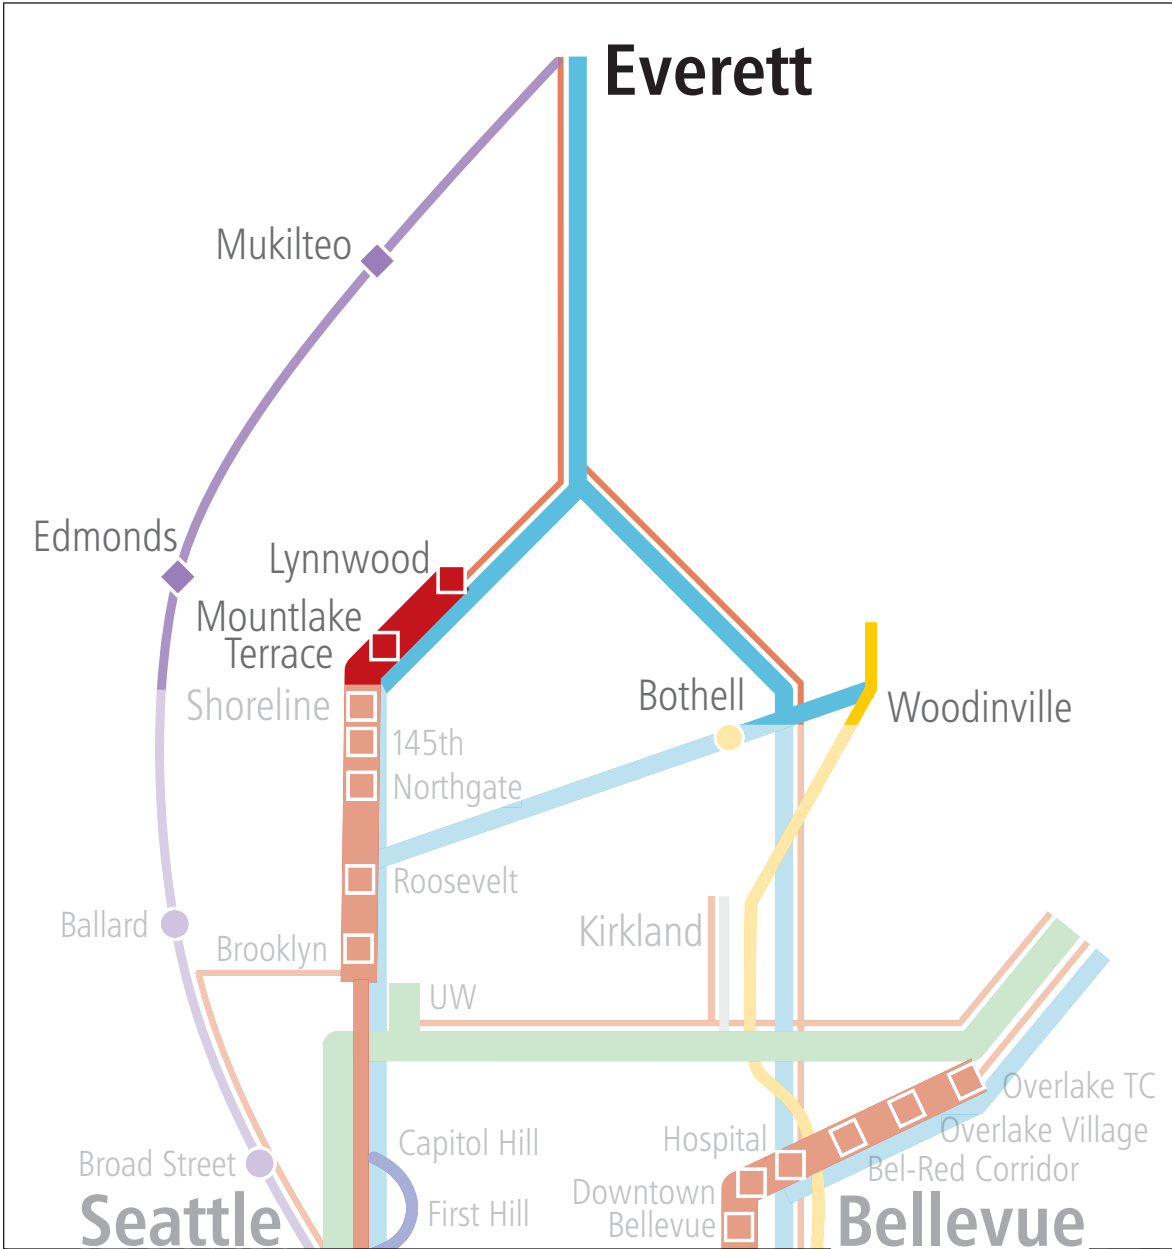 Everett
Mukilteo
Edmonds
Lynnwood
Mountlake
Terrace
Shoreline
Bothell
Woodinville
145th
Northgate
Roosevelt
Ballard
Brooklyn
Kirkland
UW
Overlake TC
Overlake Village
Capitol Hill
Hospital
Bel-Red Corridor
Broad Street
Downtown
Bellevue
First Hill
Seattle
Bellevue